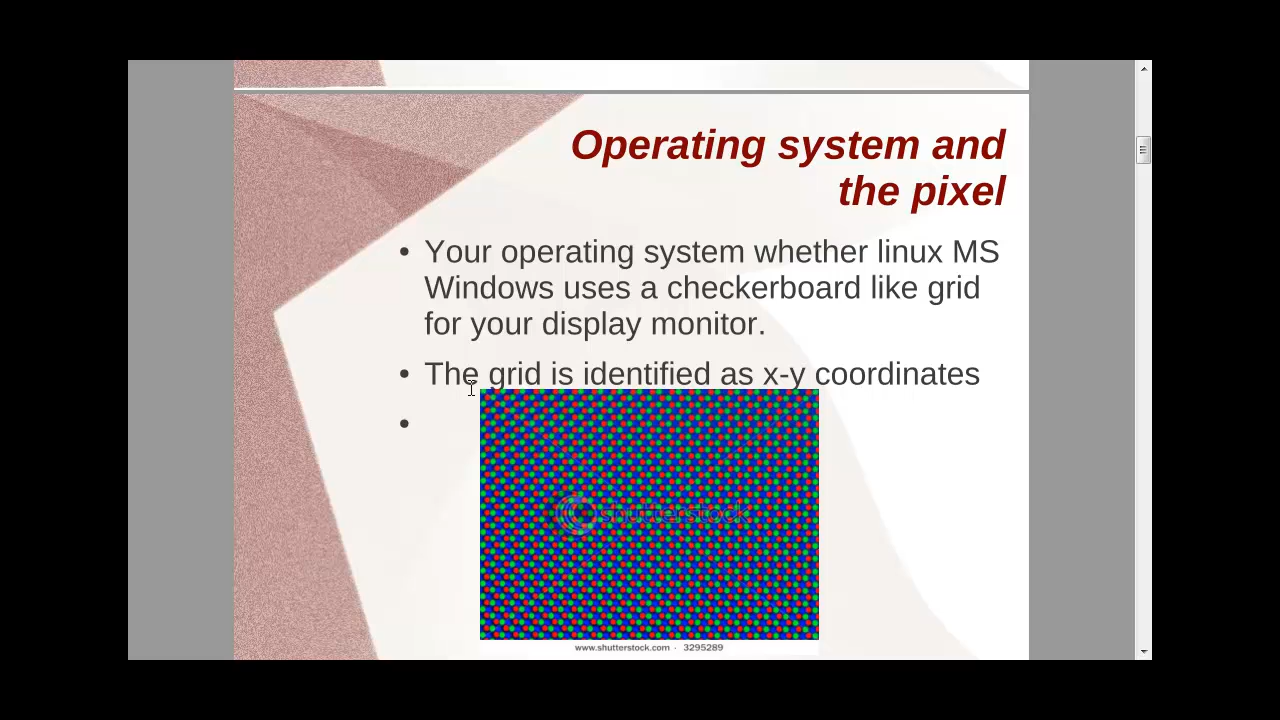 Operating system and
the pixel
• Your operating system whether linux MS
Windows uses a checkerboard like grid
for your display monitor.
• The grid is identified as x-y coordinates
•
shutterstock
www.shutterstock.com · 3295289